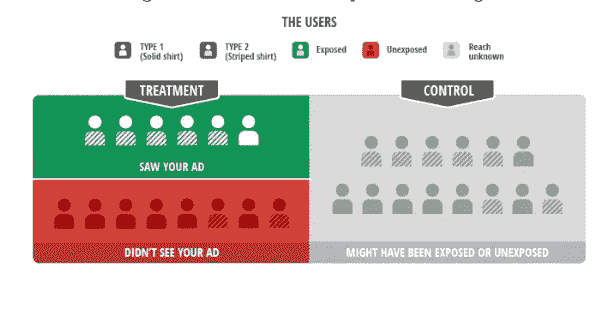 THE USERS
TYPE 1
(Solid shirt)
TYPE 2
(Striped shirt)
Exposed
Unexposed
Reach
unknown
TREATMENT
CONTROL
SAW YOUR AD
DIDN'T SEE YOUR AD
MIGHT HAVE BEEN EXPOSED OR UNEXPOSED